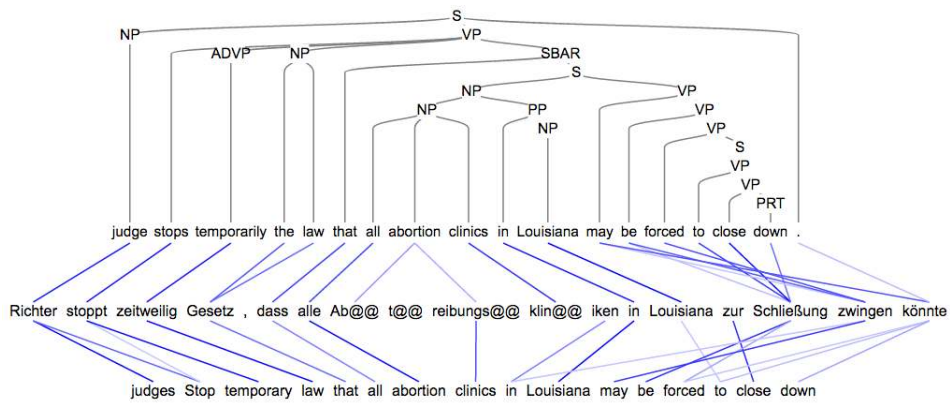 S
NP VP
ADVP NP SBAR
S
NP VP
NP PP VP
NP VP
S
VP
VP
PRT
judge stops temporarily the law that all abortion clinics in Louisiana may be forced to close down .
Richter stoppt zeitweilig Gesetz , dass alle Ab@@ t@@ reibungs@@ klin@@ iken in Louisiana zur Schließung zwingen könnte
judges Stop temporary law that all abortion clinics in Louisiana may be forced to close down